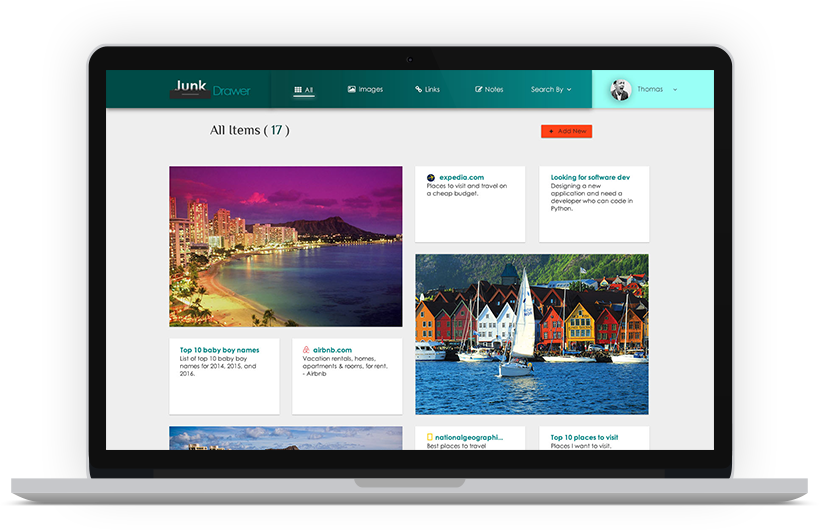 Junk Drawer
All
Images
Links
Notes
Search By
Thomas
All Items ( 17 )
+ Add New
expedia.com
Places to visit and travel on
a cheap budget.
Looking for software dev
Designing a new
application and need a
developer who can code in
Python.
Top 10 baby boy names
List of top 10 baby boy
names for 2014, 2015, and
2016.
airbnb.com
Vacation rentals, homes,
apartments & rooms, for rent.
- Airbnb
nationalgeographi...
Best places to travel
Top 10 places to visit
Places I want to visit.